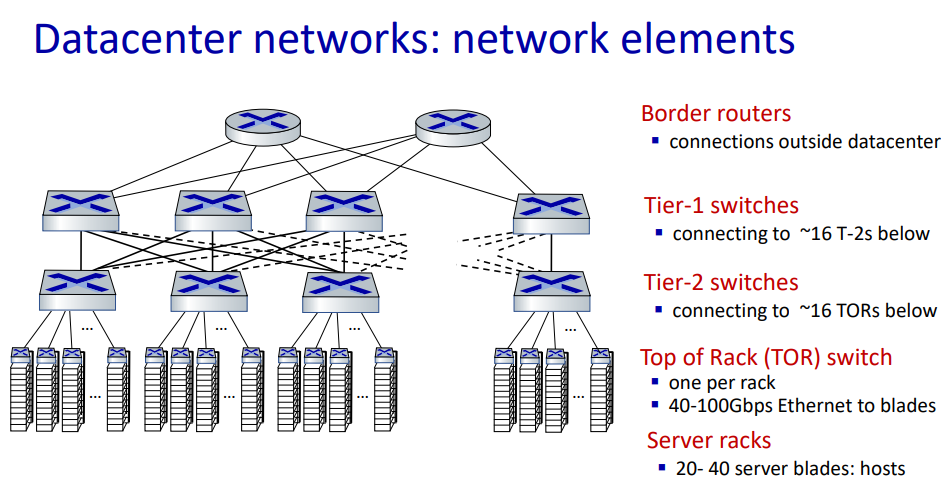 Datacenter networks: network elements
Border routers
▪ connections outside datacenter
Tier-1 switches
▪ connecting to ~16 T-2s below
Tier-2 switches
▪ connecting to ~16 TORs below
...
...
...
...
Top of Rack (TOR) switch
▪ one per rack
▪ 40-100Gbps Ethernet to blades
...
...
...
...
Server racks
▪ 20- 40 server blades: hosts